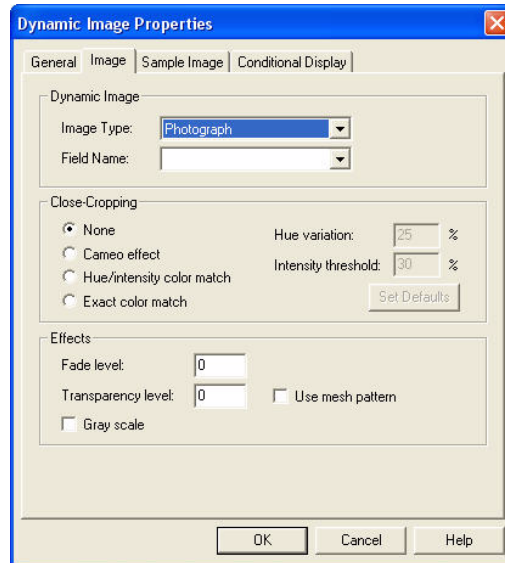 Dynamic Image Properties
General Image Sample Image Conditional Display
Dynamic Image
Image Type: Photograph
Field Name:
Close-Cropping
None Hue variation: 25 %
Cameo effect Intensity threshold: 30 %
Hue/intensity color match
Exact color match Set Defaults
Effects
Fade level: 0
Transparency level: 0 Use mesh pattern
Gray scale
OK Cancel Help